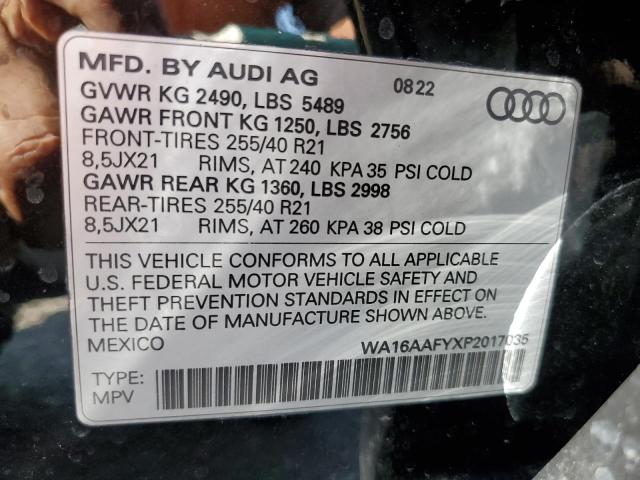 MFD. BY AUDI AG 08 22
GVWR KG 2490, LBS 5489
GAWR FRONT KG 1250, LBS 2756
FRONT-TIRES 255/40 R21
8,5JX21 RIMS, AT 240 KPA 35 PSI COLD
GAWR REAR KG 1360, LBS 2998
REAR-TIRES 255/40 R21
8,5JX21 RIMS, AT 260 KPA 38 PSI COLD
THIS VEHICLE CONFORMS TO ALL APPLICABLE
U.S. FEDERAL MOTOR VEHICLE SAFETY AND
THEFT PREVENTION STANDARDS IN EFFECT ON
THE DATE OF MANUFACTURE SHOWN ABOVE.
MEXICO WA16AAFYXP2017035
TYPE:
MPV